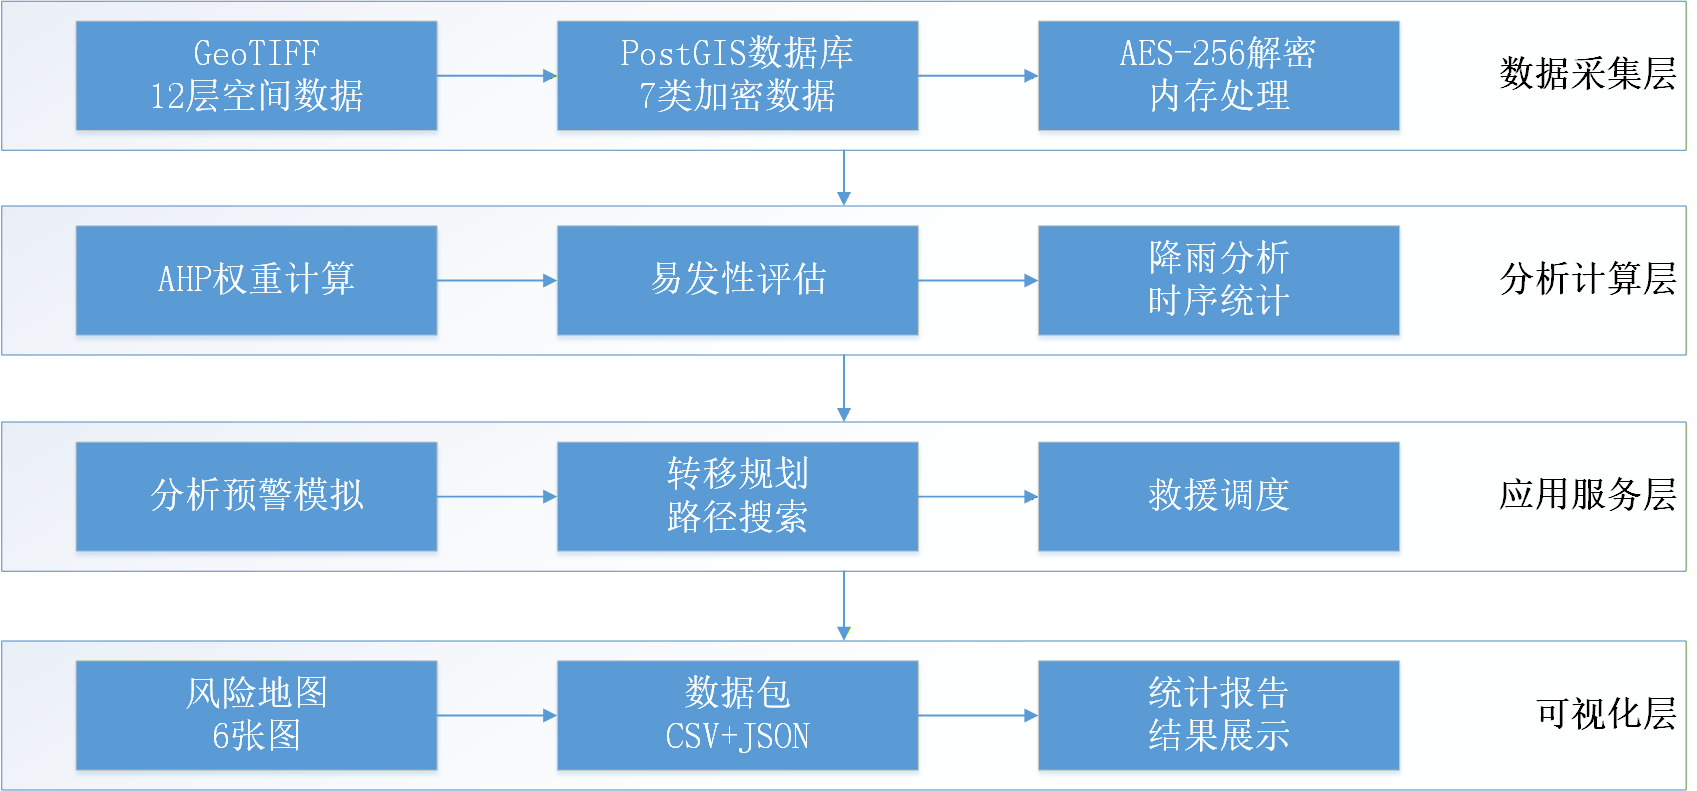 GeoTIFF
12层空间数据
PostGIS数据库
7类加密数据
AES-256解密
内存处理
数据采集层
AHP权重计算
易发性评估
降雨分析
时序统计
分析计算层
分析预警模拟
转移规划
路径搜索
救援调度
应用服务层
风险地图
6张图
数据包
CSV+JSON
统计报告
结果展示
可视化层